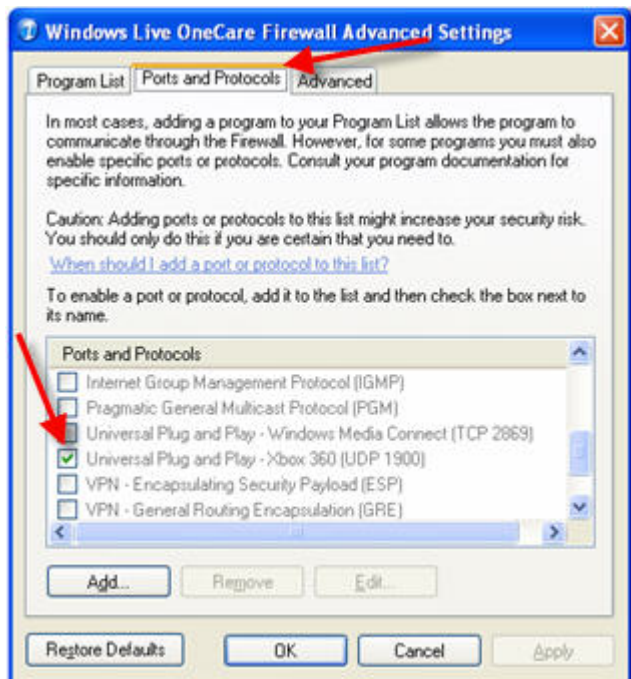 Windows Live OneCare Firewall Advanced Settings
Program List Ports and Protocols Advanced
In most cases, adding a program to your Program List allows the program to
communicate through the Firewall. However, for some programs you must also
enable specific ports or protocols. Consult your program documentation for
specific information.
Caution: Adding ports or protocols to this list might increase your security risk.
You should only do this if you are certain that you need to.
When should I add a port or protocol to this list?
To enable a port or protocol, add it to the list and then check the box next to
its name.
Ports and Protocols
Internet Group Management Protocol (IGMP)
Pragmatic General Multicast Protocol (PGM)
Universal Plug and Play - Windows Media Connect (TCP 2869)
Universal Plug and Play - Xbox 360 (UDP 1900)
VPN - Encapsulating Security Payload (ESP)
VPN - General Routing Encapsulation (GRE)
Add... Remove Edit...
Restore Defaults OK Cancel Apply